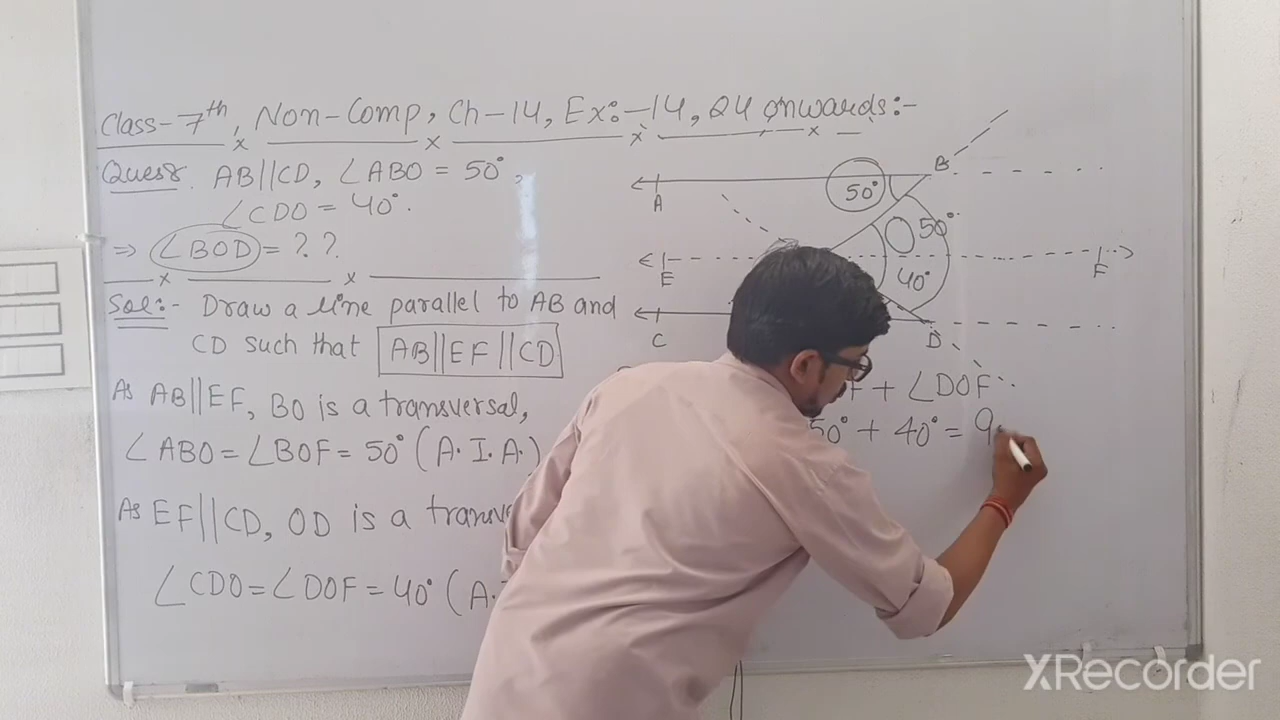 Class-7th, Non-Comp, Ch-14, Ex:-14, 24 onwards:-
Ques8. AB||CD, ∠ABO = 50°,
∠CDO = 40°.
⇒ ∠BOD = ??
Sol:- Draw a line parallel to AB and
CD such that AB||EF||CD
As AB||EF, BO is a transversal,
∠ABO = ∠BOF = 50° (A.I.A.)
As EF||CD, OD is a
∠CDO = ∠DOF = 40° (A.
B
50°
A
50°
E
F
40°
C
D
+ ∠DOF
50° + 40° =
XRecorder